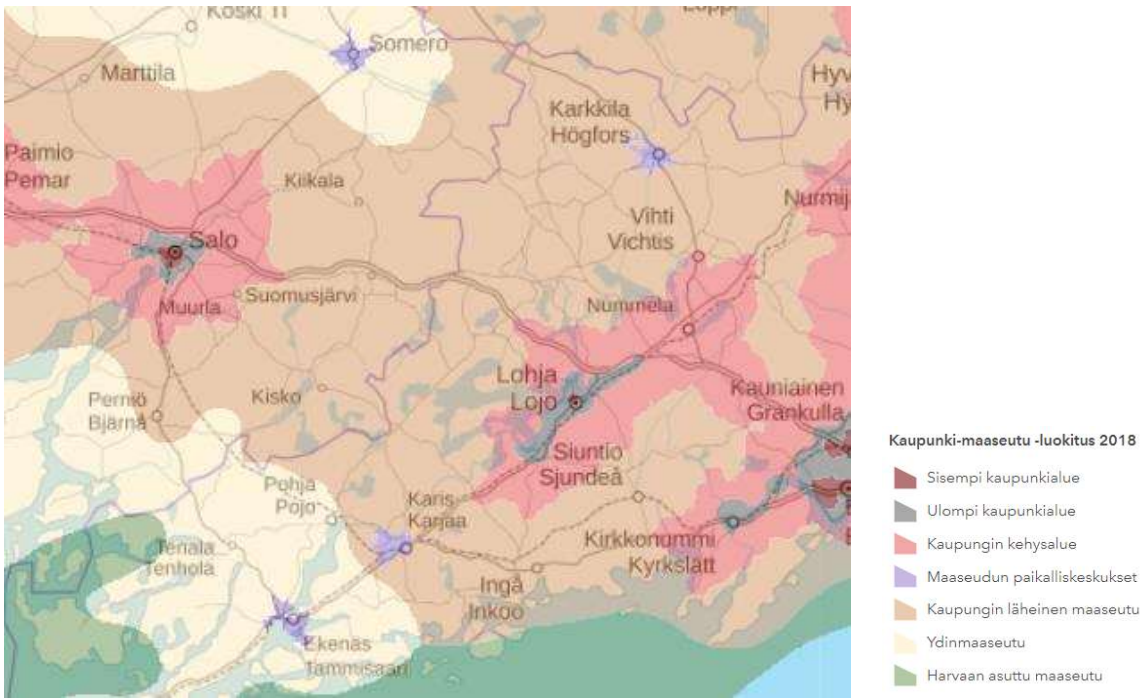 Koski Tl
Somero
Marttila
Karkkila
Högfors
Hyv
Hy
Paimio
Pemar
Kiikala
Nurmij
Vihti
Vichtis
Salo
Suomusjärvi
Muurla
Nummela
Lohja
Lojo
Kauniainen
Grankulla
Kisko
Perniö
Bjärnå
Siuntio
Sjundeå
Pohja
Pojo
Karis
Karjaa
Kirkkonummi
Kyrkslätt
Tenala
Tenhola
Ingå
Inkoo
Ekenäs
Tammisaari
Kaupunki-maaseutu -luokitus 2018
Sisempi kaupunkialue
Ulompi kaupunkialue
Kaupungin kehysalue
Maaseudun paikalliskeskukset
Kaupungin läheinen maaseutu
Ydinmaaseutu
Harvaan asuttu maaseutu